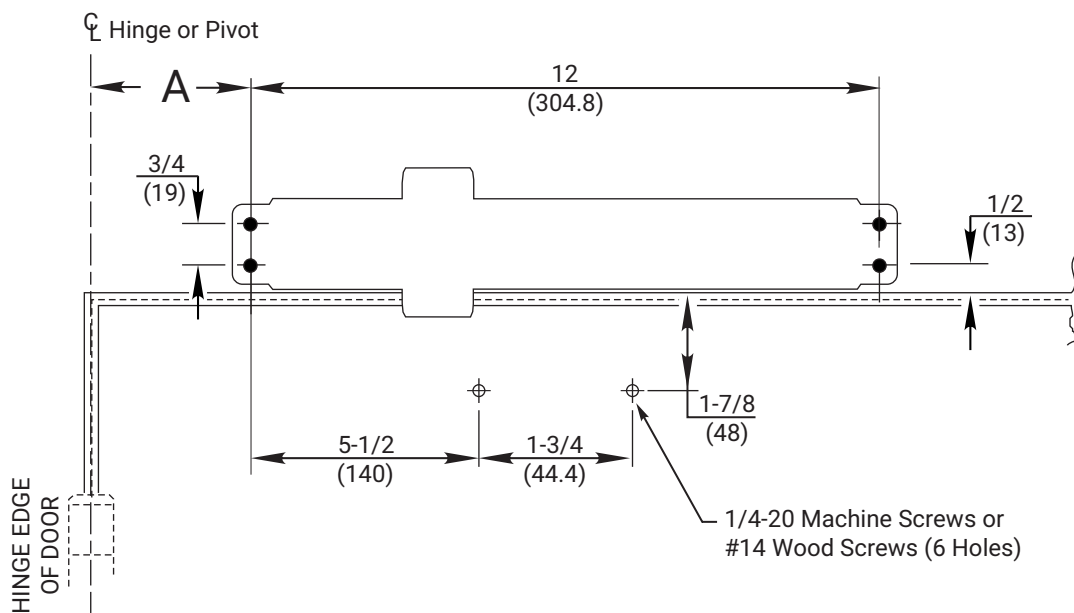 ℄ Hinge or Pivot
A
12
(304.8)
3/4
(19)
1/2
(13)
1-7/8
(48)
5-1/2
(140)
1-3/4
(44.4)
1/4-20 Machine Screws or
#14 Wood Screws (6 Holes)
HINGE EDGE
OF DOOR